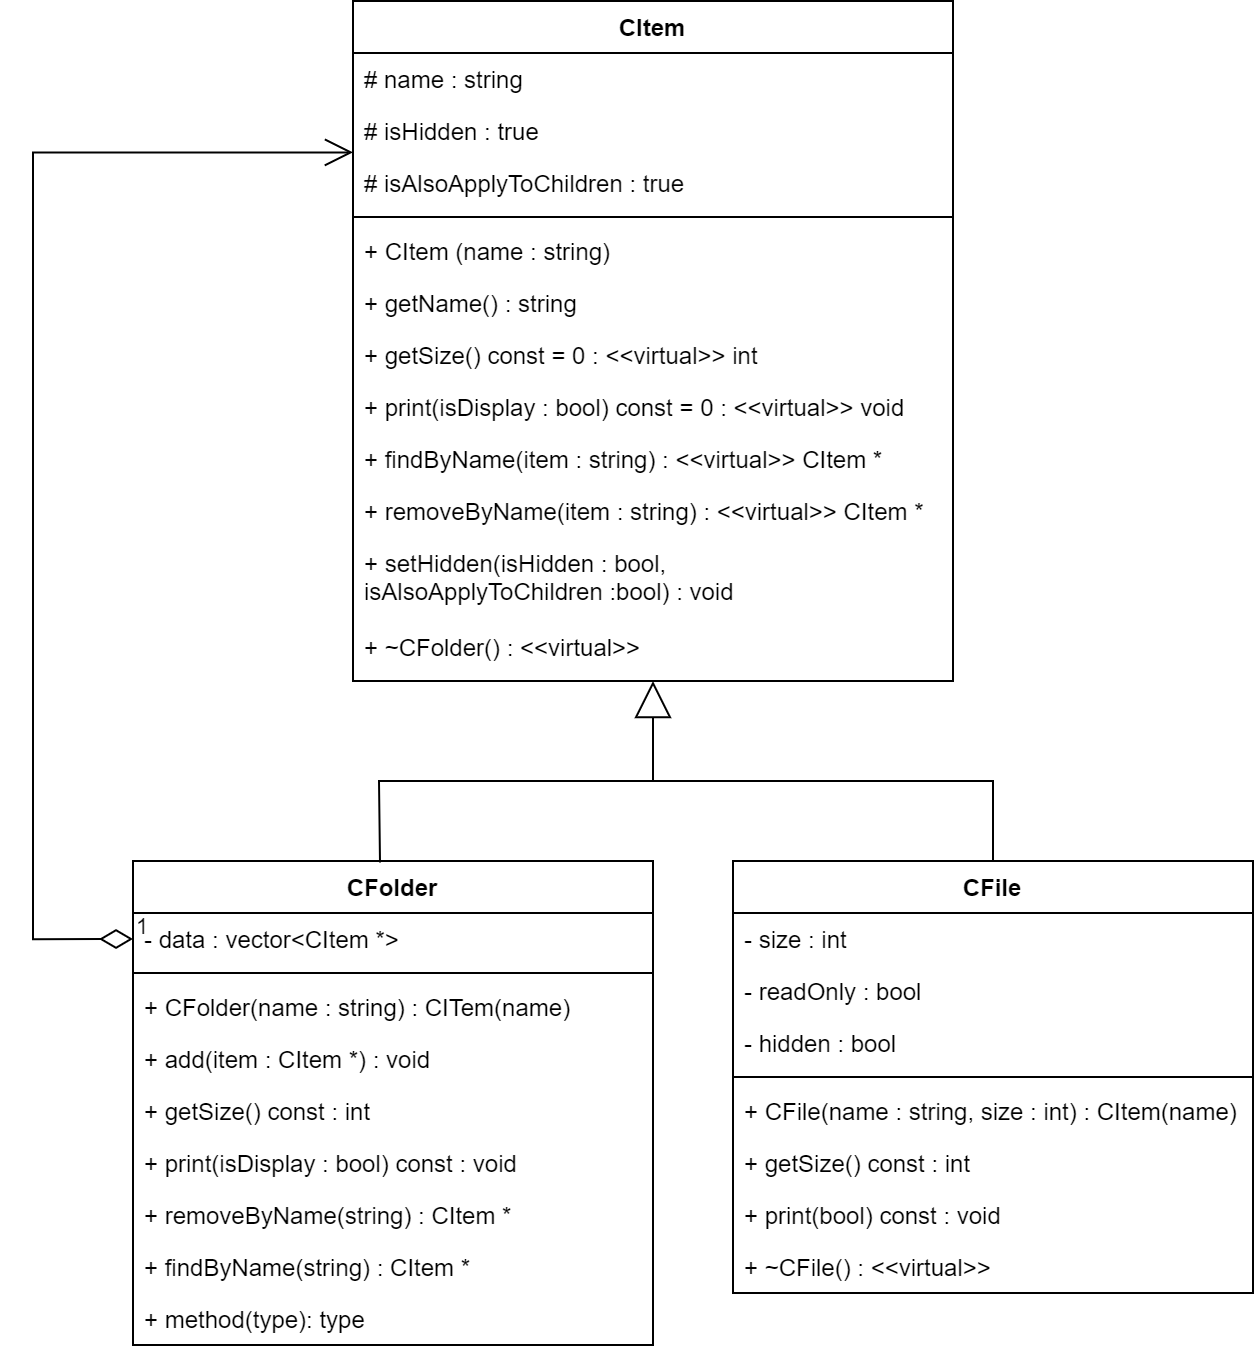 CItem
# name : string
# isHidden : true
# isAlsoApplyToChildren : true
+ CItem (name : string)
+ getName() : string
+ getSize() const = 0 : <<virtual>> int
+ print(isDisplay : bool) const = 0 : <<virtual>> void
+ findByName(item : string) : <<virtual>> CItem *
+ removeByName(item : string) : <<virtual>> CItem *
+ setHidden(isHidden : bool,
isAlsoApplyToChildren :bool) : void
+ ~CFolder() : <<virtual>>
CFolder
1
- data : vector<CItem *>
+ CFolder(name : string) : CITem(name)
+ add(item : CItem *) : void
+ getSize() const : int
+ print(isDisplay : bool) const : void
+ removeByName(string) : CItem *
+ findByName(string) : CItem *
+ method(type): type
CFile
- size : int
- readOnly : bool
- hidden : bool
+ CFile(name : string, size : int) : CItem(name)
+ getSize() const : int
+ print(bool) const : void
+ ~CFile() : <<virtual>>